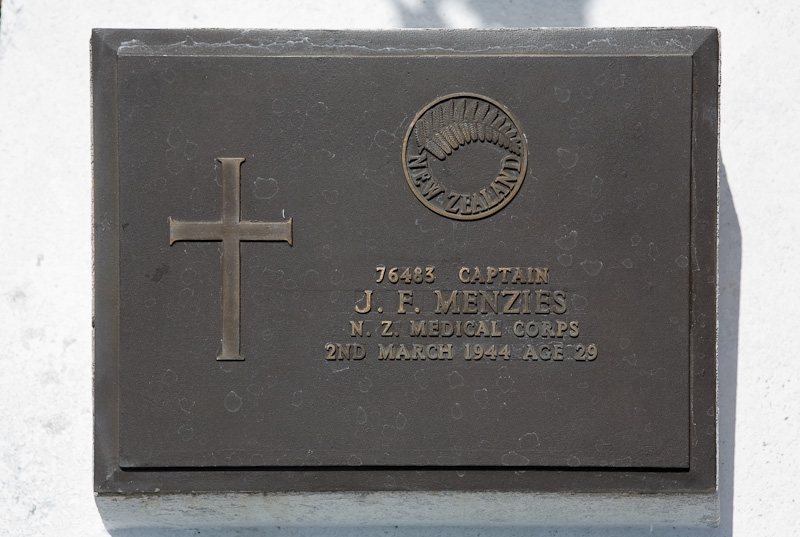 NEW ZEALAND
76483 CAPTAIN
J. F. MENZIES
N. Z. MEDICAL CORPS
2ND MARCH 1944 AGE 29